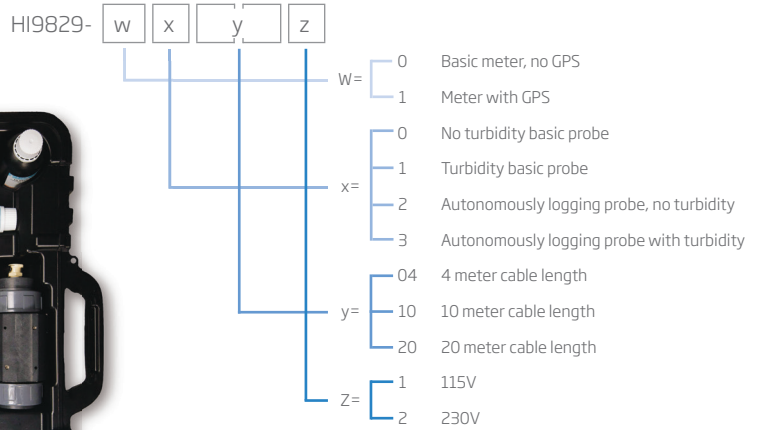 HI9829- w x y z
0 Basic meter, no GPS
W=
1 Meter with GPS
0 No turbidity basic probe
1 Turbidity basic probe
x=
2 Autonomously logging probe, no turbidity
3 Autonomously logging probe with turbidity
04 4 meter cable length
y= 10 10 meter cable length
20 20 meter cable length
1 115V
Z=
2 230V